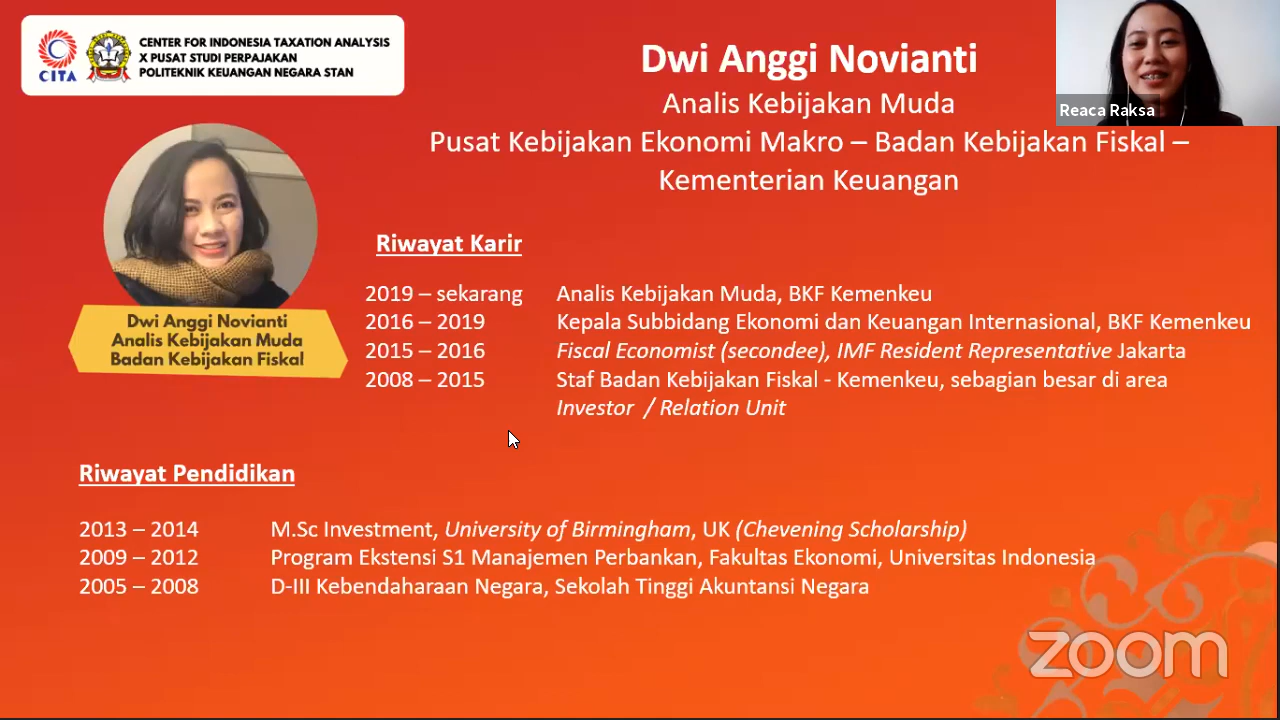 CENTER FOR INDONESIA TAXATION ANALYSIS
X PUSAT STUDI PERPAJAKAN
POLITEKNIK KEUANGAN NEGARA STAN
CITA
Dwi Anggi Novianti
Analis Kebijakan Muda
Pusat Kebijakan Ekonomi Makro – Badan Kebijakan Fiskal –
Kementerian Keuangan
Reaca Raksa
Dwi Anggi Novianti
Analis Kebijakan Muda
Badan Kebijakan Fiskal
Riwayat Karir
2019 – sekarang Analis Kebijakan Muda, BKF Kemenkeu
2016 – 2019 Kepala Subbidang Ekonomi dan Keuangan Internasional, BKF Kemenkeu
2015 – 2016 Fiscal Economist (secondee), IMF Resident Representative Jakarta
2008 – 2015 Staf Badan Kebijakan Fiskal - Kemenkeu, sebagian besar di area
Investor / Relation Unit
Riwayat Pendidikan
2013 – 2014 M.Sc Investment, University of Birmingham, UK (Chevening Scholarship)
2009 – 2012 Program Ekstensi S1 Manajemen Perbankan, Fakultas Ekonomi, Universitas Indonesia
2005 – 2008 D-III Kebendaharaan Negara, Sekolah Tinggi Akuntansi Negara
zoom